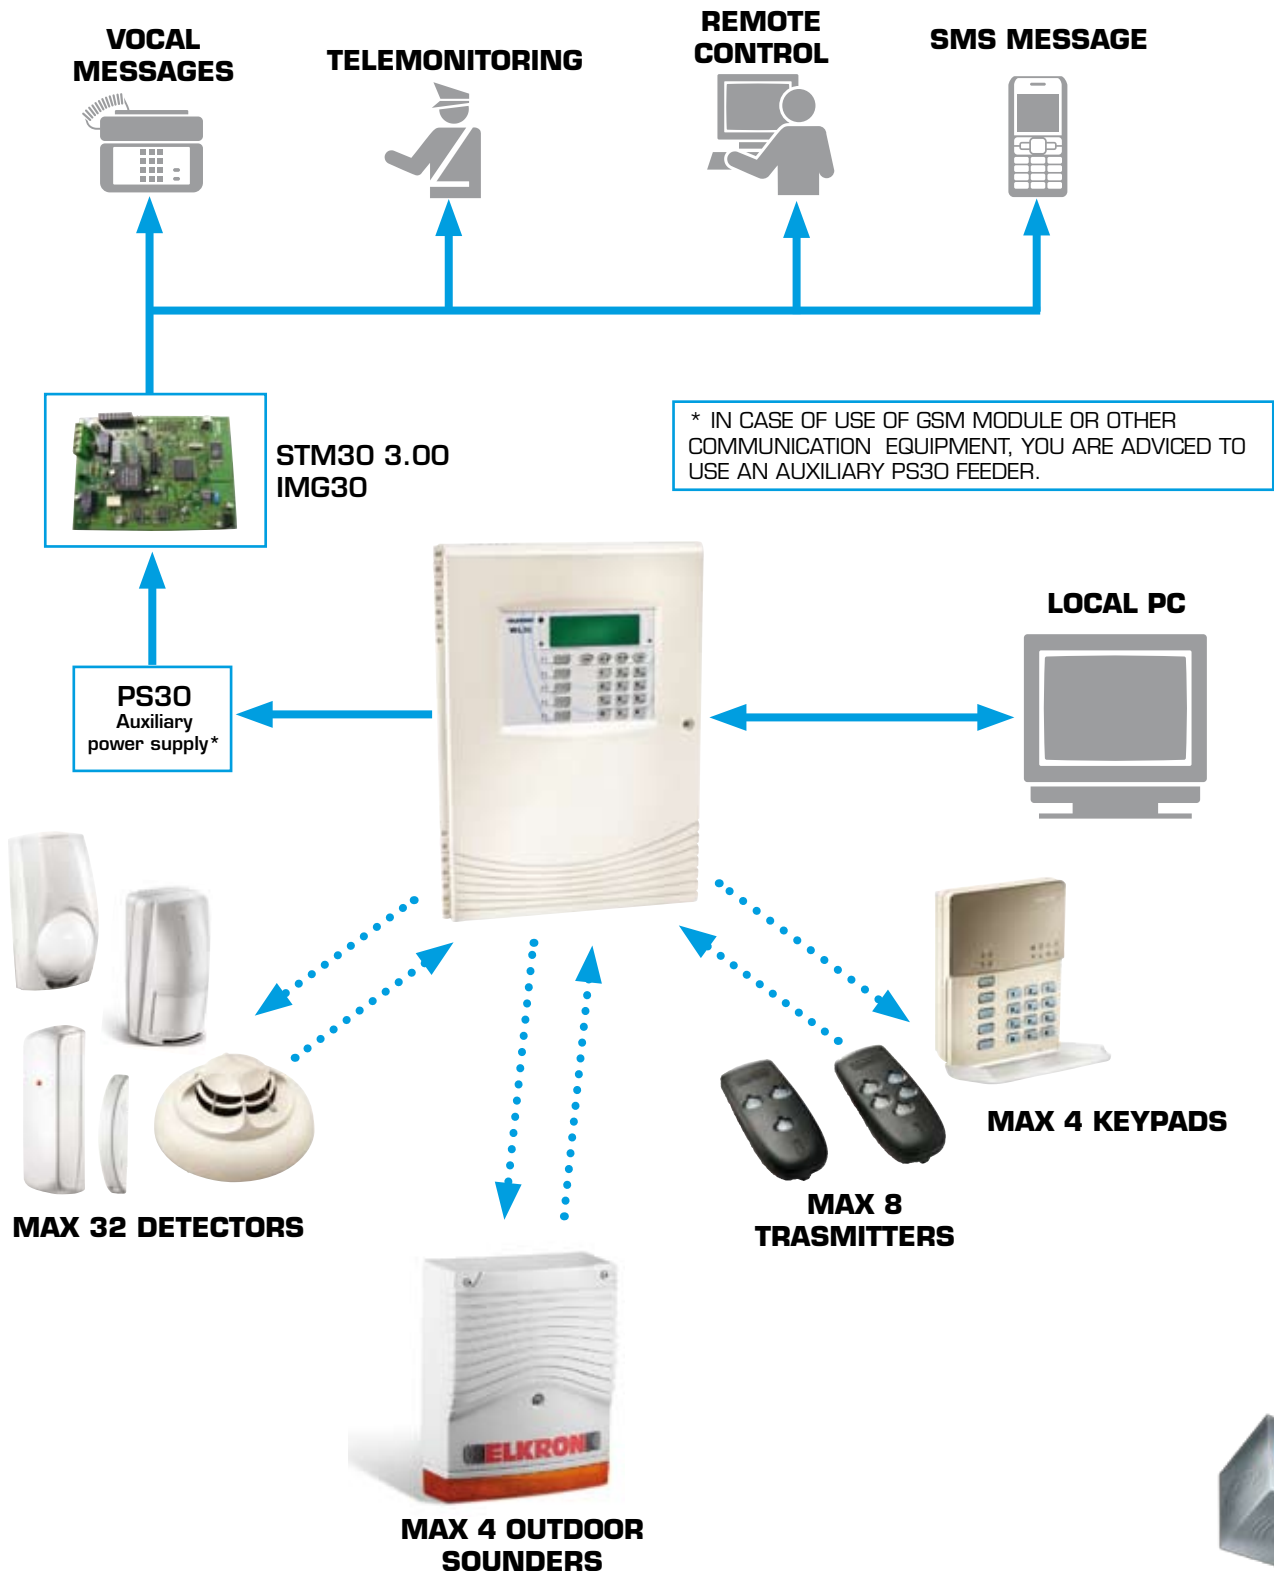 VOCAL
MESSAGES
TELEMONITORING
REMOTE
CONTROL
SMS MESSAGE
STM30 3.00
IMG30
* IN CASE OF USE OF GSM MODULE OR OTHER
COMMUNICATION EQUIPMENT, YOU ARE ADVICED TO
USE AN AUXILIARY PS30 FEEDER.
LOCAL PC
PS30
Auxiliary
power supply*
MAX 4 KEYPADS
MAX 8
TRASMITTERS
MAX 32 DETECTORS
ELKRON
MAX 4 OUTDOOR
SOUNDERS